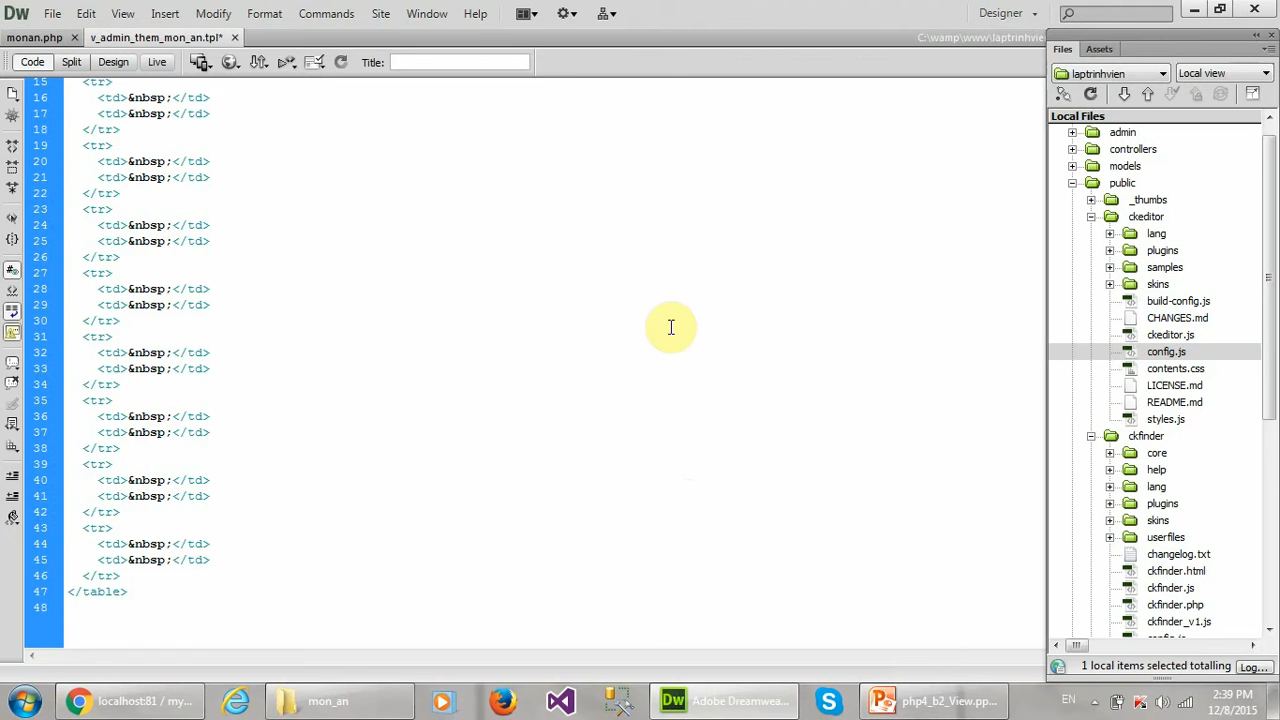 Dw File Edit View Insert Modify Format Commands Site Window Help Designer
monan.php × v_admin_them_mon_an.tpl* × C:\wamp\www\laptrinhvien
Code Split Design Live Title:
15 <tr>
16 <td>&nbsp;</td>
17 <td>&nbsp;</td>
18 </tr>
19 <tr>
20 <td>&nbsp;</td>
21 <td>&nbsp;</td>
22 </tr>
23 <tr>
24 <td>&nbsp;</td>
25 <td>&nbsp;</td>
26 </tr>
27 <tr>
28 <td>&nbsp;</td>
29 <td>&nbsp;</td>
30 </tr>
31 <tr>
32 <td>&nbsp;</td>
33 <td>&nbsp;</td>
34 </tr>
35 <tr>
36 <td>&nbsp;</td>
37 <td>&nbsp;</td>
38 </tr>
39 <tr>
40 <td>&nbsp;</td>
41 <td>&nbsp;</td>
42 </tr>
43 <tr>
44 <td>&nbsp;</td>
45 <td>&nbsp;</td>
46 </tr>
47 </table>
48
Files Assets
laptrinhvien Local view
Local Files
admin
controllers
models
public
_thumbs
ckeditor
lang
plugins
samples
skins
build-config.js
CHANGES.md
ckeditor.js
config.js
contents.css
LICENSE.md
README.md
styles.js
ckfinder
core
help
lang
plugins
skins
userfiles
changelog.txt
ckfinder.html
ckfinder.js
ckfinder.php
ckfinder_v1.js
1 local items selected totalling Log...
localhost:81 / my... mon_an Dw Adobe Dreamwea... php4_b2_View.pp... EN 2:39 PM
12/8/2015